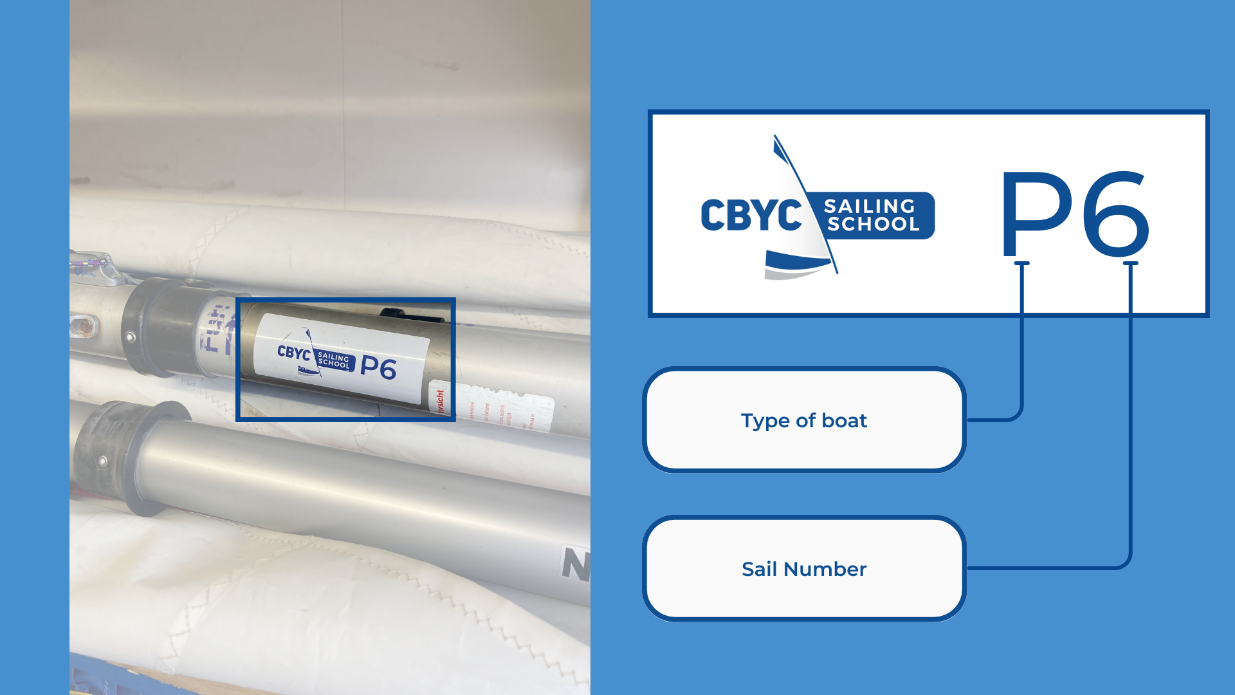 CBYC SAILING SCHOOL P6
CBYC
SAILING
SCHOOL
P6
Type of boat
Sail Number
N